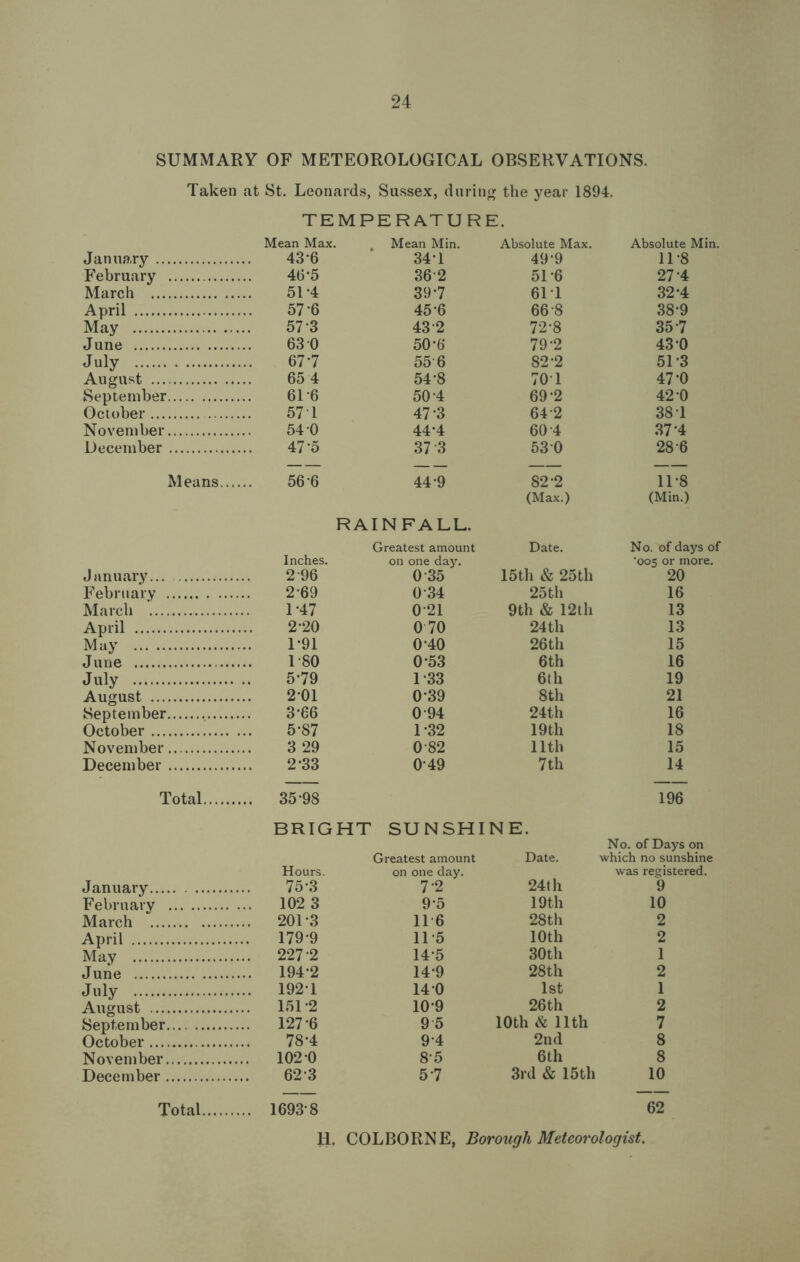 24
SUMMARY OF METEOROLOGICAL OBSERVATIONS.
Taken at St. Leonards, Sussex, during the year 1894.
TEMPERATURE.
Mean Max. Mean Min. Absolute Max. Absolute Min.
January .................. 43·6 34·1 49·9 11·8
February .................. 46·5 36·2 51·6 27·4
March .................. 51·4 39·7 61·1 32·4
April .................. 57·6 45·6 66·8 38·9
May .................. 57·3 43·2 72·8 35·7
June .................. 63·0 50·6 79·2 43·0
July .................. 67·7 55·6 82·2 51·3
August .................. 65·4 54·8 70·1 47·0
September.................. 61·6 50·4 69·2 42·0
October .................. 57·1 47·3 64·2 38·1
November.................. 54·0 44·4 60·4 37·4
December .................. 47·5 37·3 53·0 28·6
Means...... 56·6 44·9 82·2 11·8
(Max.) (Min.)
RAINFALL.
Greatest amount Date. No. of days of
Inches. on one day. ·005 or more.
January.................. 2·96 0·35 15th & 25th 20
February .................. 2·69 0·34 25th 16
March .................. 1·47 0·21 9th & 12th 13
April .................. 2·20 0·70 24th 13
May .................. 1·91 0·40 26th 15
June .................. 1·80 0·53 6th 16
July .................. 5·79 1·33 6th 19
August .................. 2·01 0·39 8th 21
September.................. 3·66 0·94 24th 16
October .................. 5·87 1·32 19th 18
November.................. 3·29 0·82 11th 15
December .................. 2·33 0·49 7th 14
Total.......... 35·98 196
BRIGHT SUNSHINE.
No. of Days on
Greatest amount Date. which no sunshine
Hours. on one day. was registered.
January.................. 75·3 7·2 24th 9
February .................. 102·3 9·5 19th 10
March .................. 201·3 11·6 28th 2
April .................. 179·9 11·5 10th 2
May .................. 227·2 14·5 30th 1
June .................. 194·2 14·9 28th 2
July .................. 192·1 14·0 1st 1
August .................. 151·2 10·9 26th 2
September.................. 127·6 9·5 10th & 11th 7
October .................. 78·4 9·4 2nd 8
November.................. 102·0 8·5 6th 8
December .................. 62·3 5·7 3rd & 15th 10
Total.......... 1693·8 62
H. COLBORNE, Borough Meteorologist.